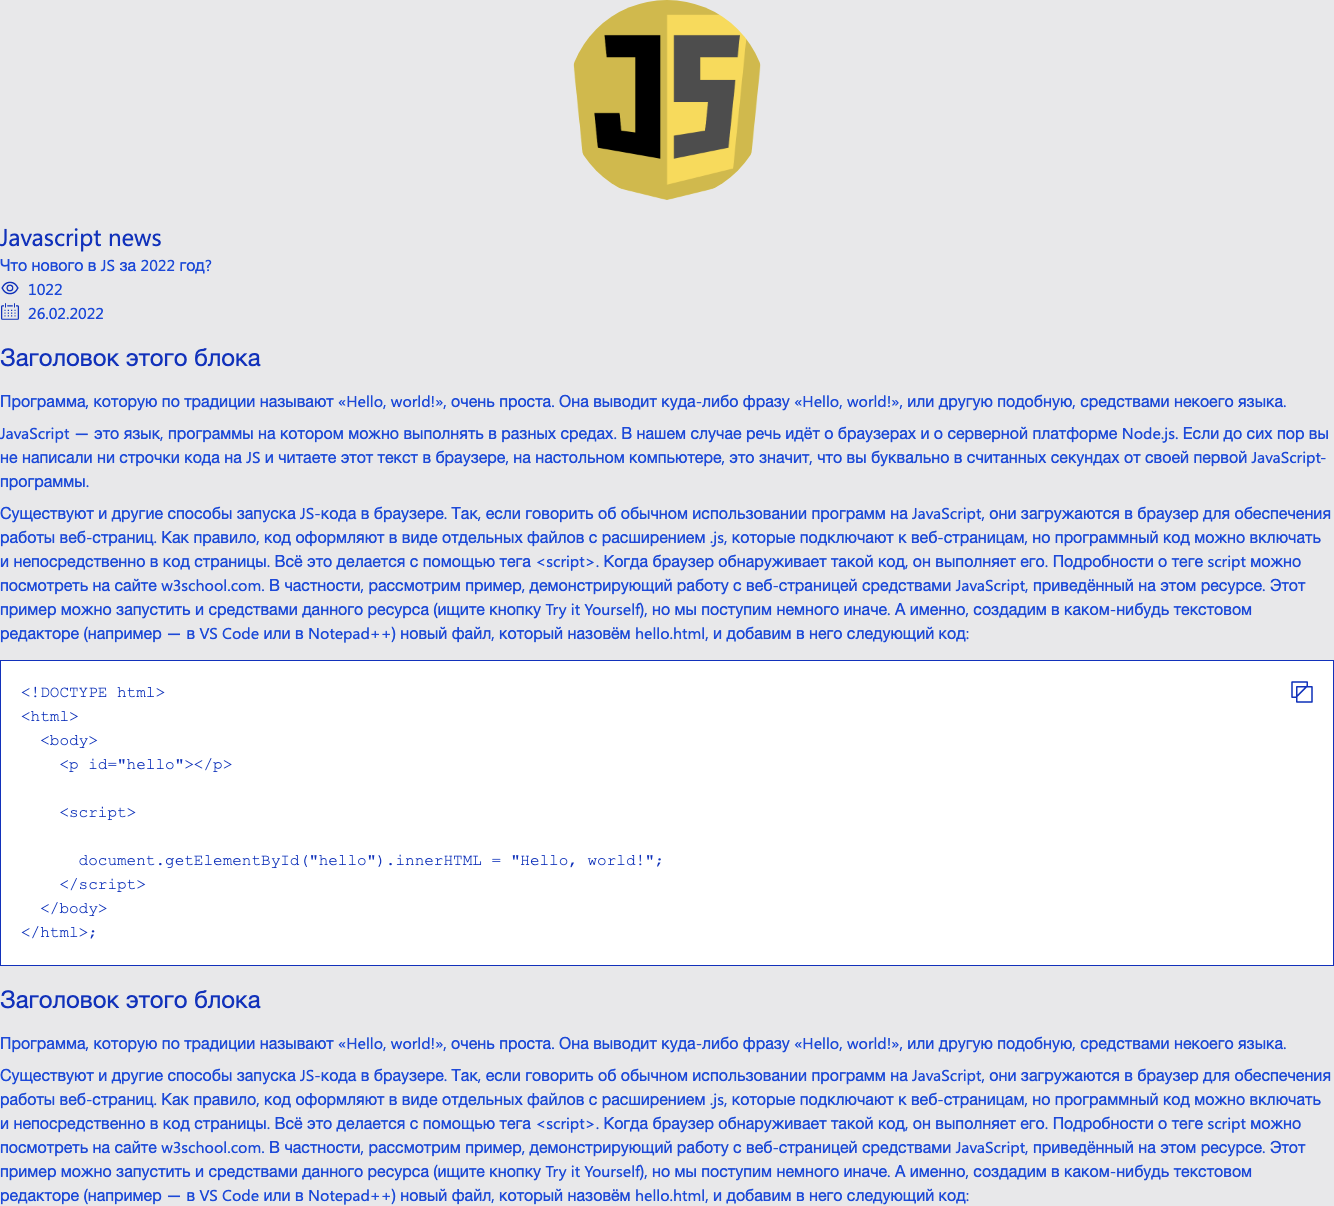 JS
Javascript news
Что нового в JS за 2022 год?
1022
26.02.2022
Заголовок этого блока
Программа, которую по традиции называют «Hello, world!», очень проста. Она выводит куда-либо фразу «Hello, world!», или другую подобную, средствами некоего языка.
JavaScript — это язык, программы на котором можно выполнять в разных средах. В нашем случае речь идёт о браузерах и о серверной платформе Node.js. Если до сих пор вы
не написали ни строчки кода на JS и читаете этот текст в браузере, на настольном компьютере, это значит, что вы буквально в считанных секундах от своей первой JavaScript-
программы.
Существуют и другие способы запуска JS-кода в браузере. Так, если говорить об обычном использовании программ на JavaScript, они загружаются в браузер для обеспечения
работы веб-страниц. Как правило, код оформляют в виде отдельных файлов с расширением .js, которые подключают к веб-страницам, но программный код можно включать
и непосредственно в код страницы. Всё это делается с помощью тега <script>. Когда браузер обнаруживает такой код, он выполняет его. Подробности о теге script можно
посмотреть на сайте w3school.com. В частности, рассмотрим пример, демонстрирующий работу с веб-страницей средствами JavaScript, приведённый на этом ресурсе. Этот
пример можно запустить и средствами данного ресурса (ищите кнопку Try it Yourself), но мы поступим немного иначе. А именно, создадим в каком-нибудь текстовом
редакторе (например — в VS Code или в Notepad++) новый файл, который назовём hello.html, и добавим в него следующий код:
<!DOCTYPE html>
<html>
  <body>
    <p id="hello"></p>
    <script>
      document.getElementById("hello").innerHTML = "Hello, world!";
    </script>
  </body>
</html>;
Заголовок этого блока
Программа, которую по традиции называют «Hello, world!», очень проста. Она выводит куда-либо фразу «Hello, world!», или другую подобную, средствами некоего языка.
Существуют и другие способы запуска JS-кода в браузере. Так, если говорить об обычном использовании программ на JavaScript, они загружаются в браузер для обеспечения
работы веб-страниц. Как правило, код оформляют в виде отдельных файлов с расширением .js, которые подключают к веб-страницам, но программный код можно включать
и непосредственно в код страницы. Всё это делается с помощью тега <script>. Когда браузер обнаруживает такой код, он выполняет его. Подробности о теге script можно
посмотреть на сайте w3school.com. В частности, рассмотрим пример, демонстрирующий работу с веб-страницей средствами JavaScript, приведённый на этом ресурсе. Этот
пример можно запустить и средствами данного ресурса (ищите кнопку Try it Yourself), но мы поступим немного иначе. А именно, создадим в каком-нибудь текстовом
редакторе (например — в VS Code или в Notepad++) новый файл, который назовём hello.html, и добавим в него следующий код: